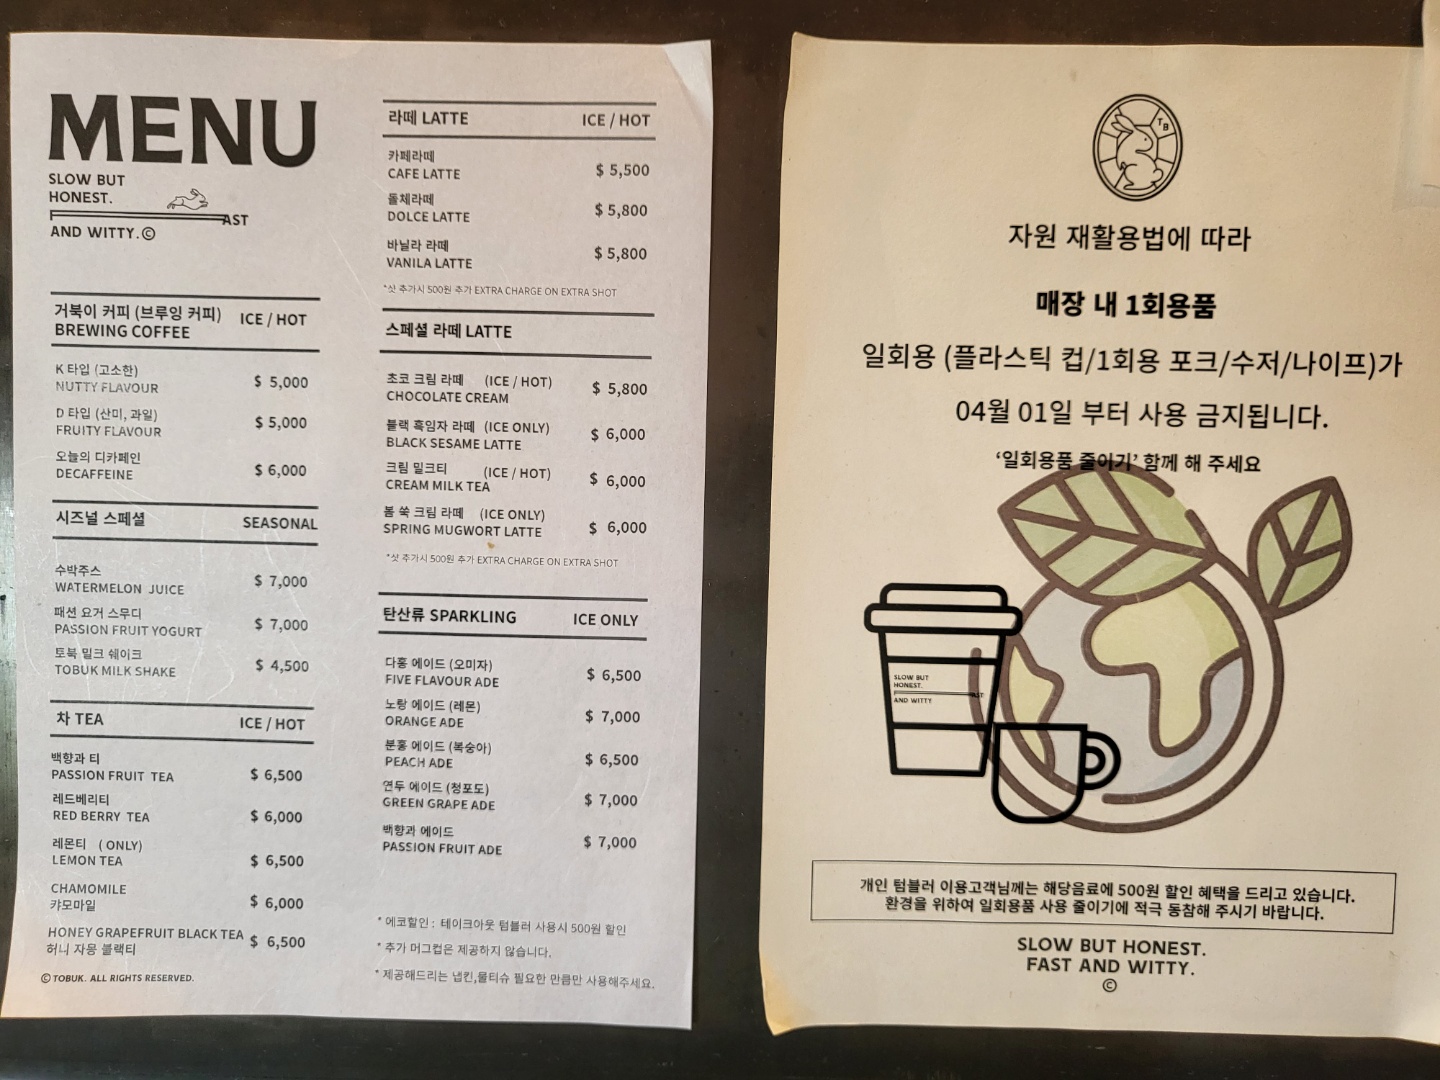 MENU
SLOW BUT
HONEST.
AST
AND WITTY.©
거북이 커피 (브루잉 커피) ICE / HOT
BREWING COFFEE
K 타입 (고소한)
NUTTY FLAVOUR $ 5,000
D 타입 (산미, 과일)
FRUITY FLAVOUR $ 5,000
오늘의 디카페인
DECAFFEINE $ 6,000
시즈널 스페셜 SEASONAL
수박주스
WATERMELON JUICE $ 7,000
패션 요거 스무디
PASSION FRUIT YOGURT $ 7,000
토북 밀크 쉐이크
TOBUK MILK SHAKE $ 4,500
차 TEA ICE / HOT
백향과 티
PASSION FRUIT TEA $ 6,500
레드베리티
RED BERRY TEA $ 6,000
레몬티 ( ONLY)
LEMON TEA $ 6,500
CHAMOMILE
캬모마일 $ 6,000
HONEY GRAPEFRUIT BLACK TEA $ 6,500
허니 자몽 블랙티
© TOBUK. ALL RIGHTS RESERVED.
라떼 LATTE ICE / HOT
카페라떼
CAFE LATTE $ 5,500
돌체라떼
DOLCE LATTE $ 5,800
바닐라 라떼
VANILA LATTE $ 5,800
*샷 추가시 500원 추가 EXTRA CHARGE ON EXTRA SHOT
스페셜 라떼 LATTE
초코 크림 라떼 (ICE / HOT)
CHOCOLATE CREAM $ 5,800
블랙 흑임자 라떼 (ICE ONLY)
BLACK SESAME LATTE $ 6,000
크림 밀크티 (ICE / HOT)
CREAM MILK TEA $ 6,000
봄 쑥 크림 라떼 (ICE ONLY)
SPRING MUGWORT LATTE $ 6,000
*샷 추가시 500원 추가 EXTRA CHARGE ON EXTRA SHOT
탄산류 SPARKLING ICE ONLY
다홍 에이드 (오미자)
FIVE FLAVOUR ADE $ 6,500
노랑 에이드 (레몬)
ORANGE ADE $ 7,000
분홍 에이드 (복숭아)
PEACH ADE $ 6,500
연두 에이드 (청포도)
GREEN GRAPE ADE $ 7,000
백향과 에이드
PASSION FRUIT ADE $ 7,000
* 에코할인 : 테이크아웃 텀블러 사용시 500원 할인
* 추가 머그컵은 제공하지 않습니다.
* 제공해드리는 냅킨,물티슈 필요한 만큼만 사용해주세요.
TB
자원 재활용법에 따라
매장 내 1회용품
일회용 (플라스틱 컵/1회용 포크/수저/나이프)가
04월 01일 부터 사용 금지됩니다.
‘일회용품 줄이기’ 함께 해 주세요
SLOW BUT
HONEST.
AST
AND WITTY
개인 텀블러 이용고객님께는 해당음료에 500원 할인 혜택을 드리고 있습니다.
환경을 위하여 일회용품 사용 줄이기에 적극 동참해 주시기 바랍니다.
SLOW BUT HONEST.
FAST AND WITTY.
©